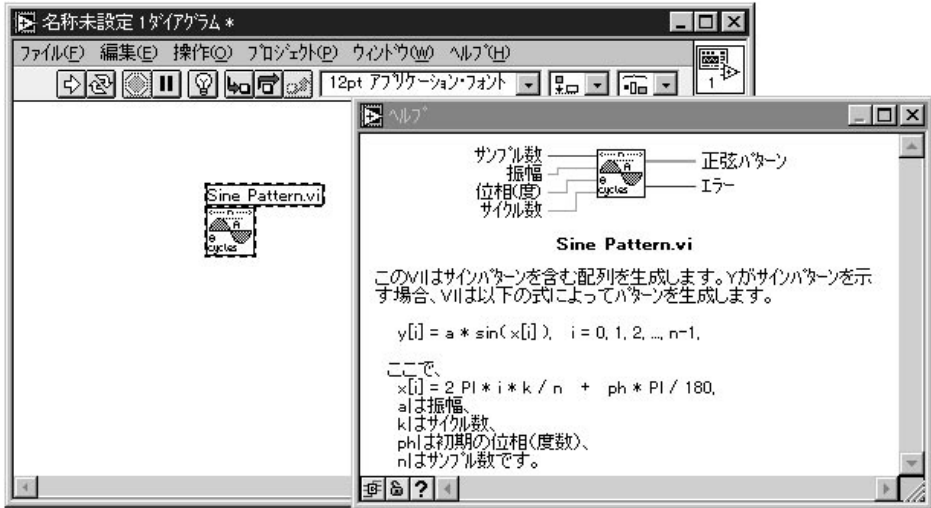 名称未設定 1ダイアグラム *
ファイル(F) 編集(E) 操作(O) プロジェクト(P) ウィンドウ(W) ヘルプ(H)
12pt アプリケーション・フォント
1
Sine Pattern.vi
n
A
θ
cycles
ヘルプ
サンプル数
振幅
位相(度)
サイクル数
n
A
θ
cycles
正弦パターン
エラー
Sine Pattern.vi
このVIはサインパターンを含む配列を生成します。Yがサインパターンを示
す場合、VIは以下の式によってパターンを生成します。
y[i] = a * sin( x[i] ), i = 0, 1, 2, ..., n-1,
ここで、
x[i] = 2 PI * i * k / n + ph * PI / 180,
aは振幅、
kはサイクル数、
phは初期の位相(度数)、
nはサンプル数です。
?